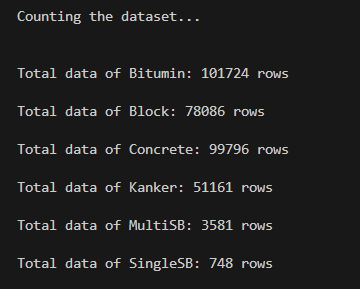 Counting the dataset...
Total data of Bitumin: 101724 rows
Total data of Block: 78086 rows
Total data of Concrete: 99796 rows
Total data of Kanker: 51161 rows
Total data of MultiSB: 3581 rows
Total data of SingleSB: 748 rows